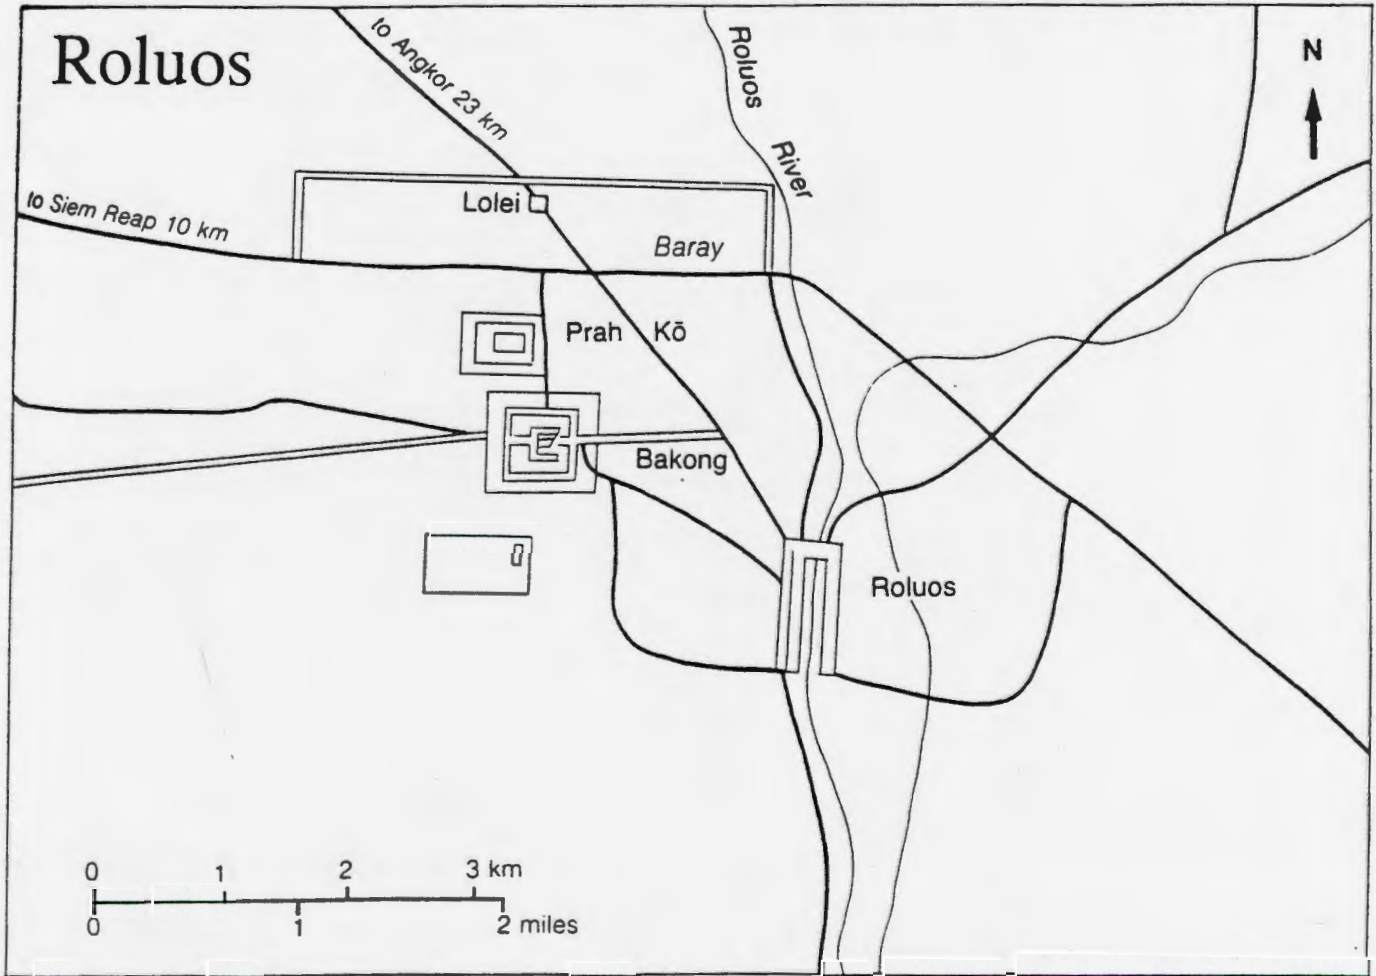 Roluos
to Angkor 23 km
Roluos River
N
to Siem Reap 10 km
Lolei
Baray
Prah Kō
Bakong
Roluos
0 1 2 3 km
0 1 2 miles